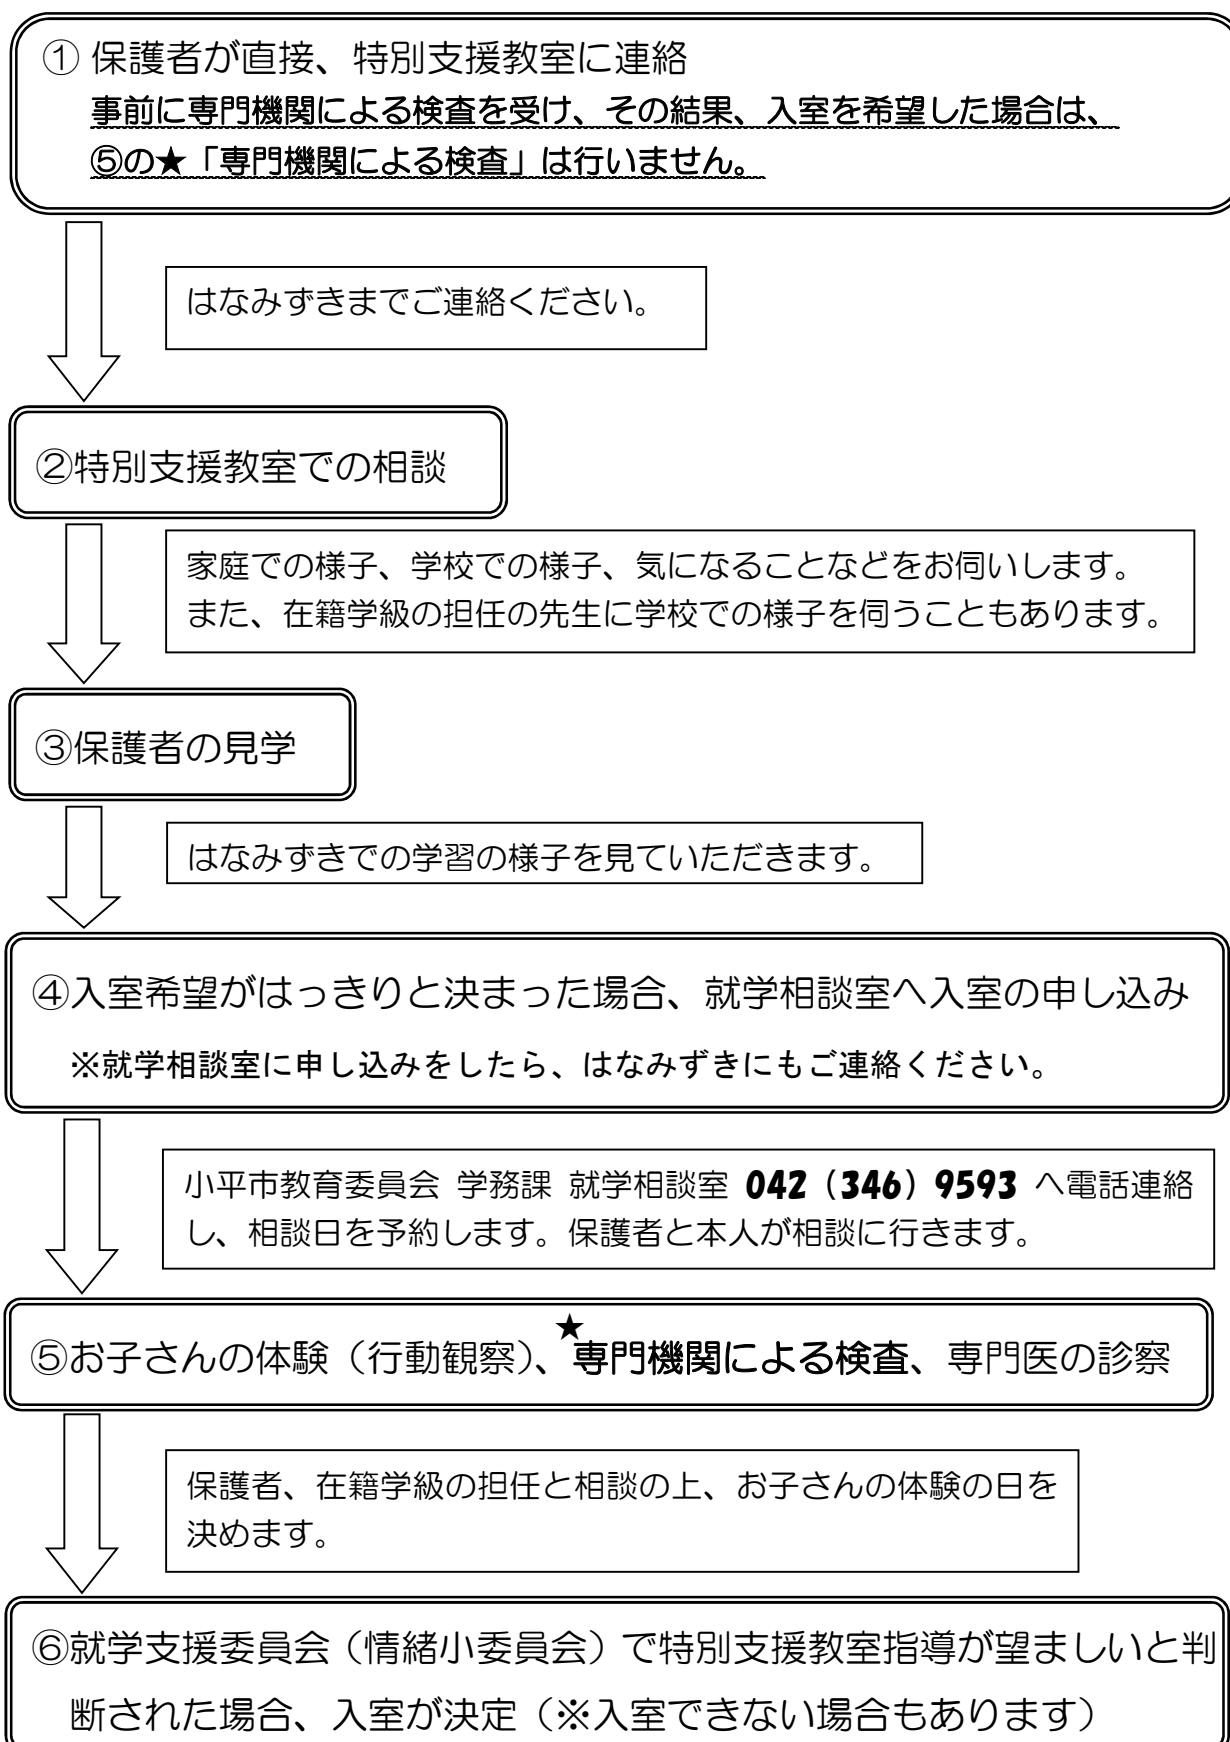 ① 保護者が直接、特別支援教室に連絡
事前に専門機関による検査を受け、その結果、入室を希望した場合は、
⑤の★「専門機関による検査」は行いません。
はなみずきまでご連絡ください。
②特別支援教室での相談
家庭での様子、学校での様子、気になることなどをお伺いします。
また、在籍学級の担任の先生に学校での様子を伺うこともあります。
③保護者の見学
はなみずきでの学習の様子を見ていただきます。
④入室希望がはっきりと決まった場合、就学相談室へ入室の申し込み
※就学相談室に申し込みをしたら、はなみずきにもご連絡ください。
小平市教育委員会 学務課 就学相談室 042（346）9593 へ電話連絡
し、相談日を予約します。保護者と本人が相談に行きます。
★
⑤お子さんの体験（行動観察）、専門機関による検査、専門医の診察
保護者、在籍学級の担任と相談の上、お子さんの体験の日を
決めます。
⑥就学支援委員会（情緒小委員会）で特別支援教室指導が望ましいと判
断された場合、入室が決定（※入室できない場合もあります）